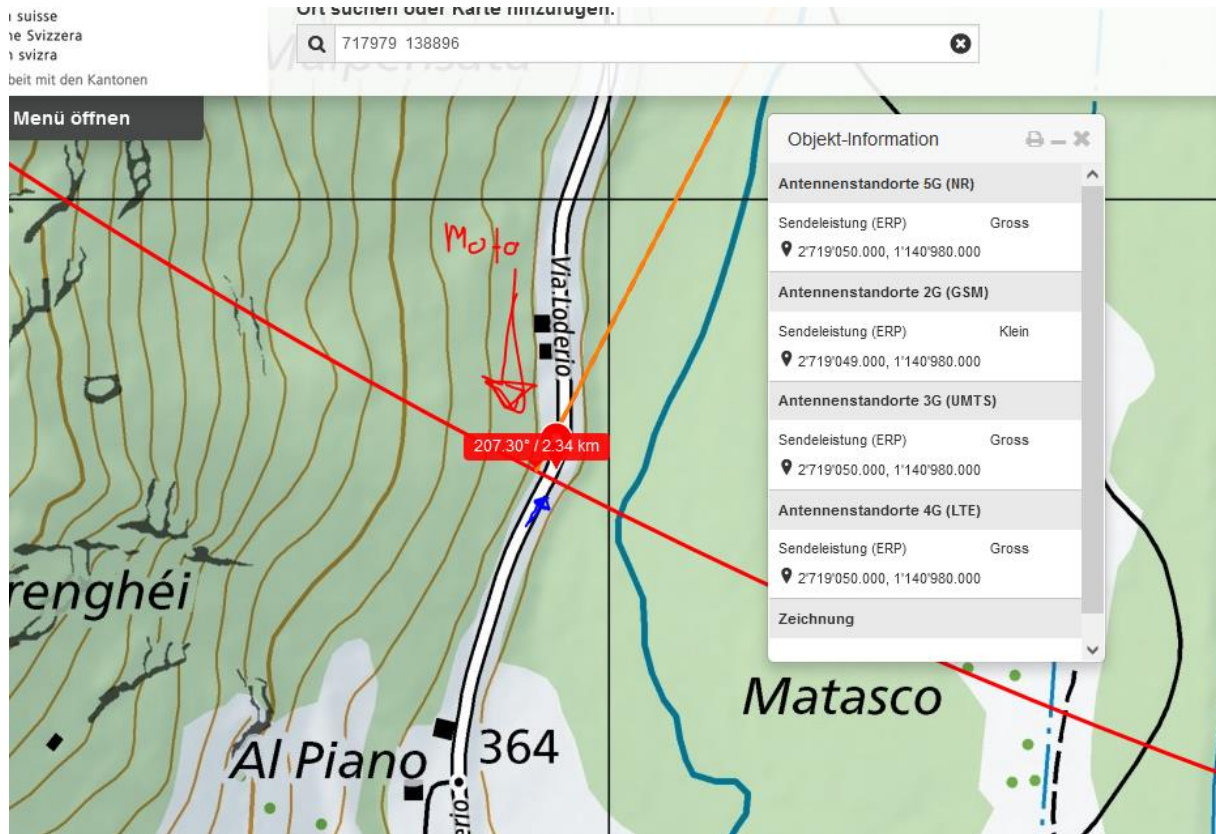 suisse
ne Svizzera
svizra
beit mit den Kantonen
Ort suchen oder Karte hinzufügen:
717979 138896
Menü öffnen
Objekt-Information
Antennenstandorte 5G (NR)
Sendeleistung (ERP) Gross
2'719'050.000, 1'140'980.000
Antennenstandorte 2G (GSM)
Sendeleistung (ERP) Klein
2'719'049.000, 1'140'980.000
Antennenstandorte 3G (UMTS)
Sendeleistung (ERP) Gross
2'719'050.000, 1'140'980.000
Antennenstandorte 4G (LTE)
Sendeleistung (ERP) Gross
2'719'050.000, 1'140'980.000
Zeichnung
Moto
Via Loderio
207.30° / 2.34 km
renghéi
Matasco
Al Piano
364